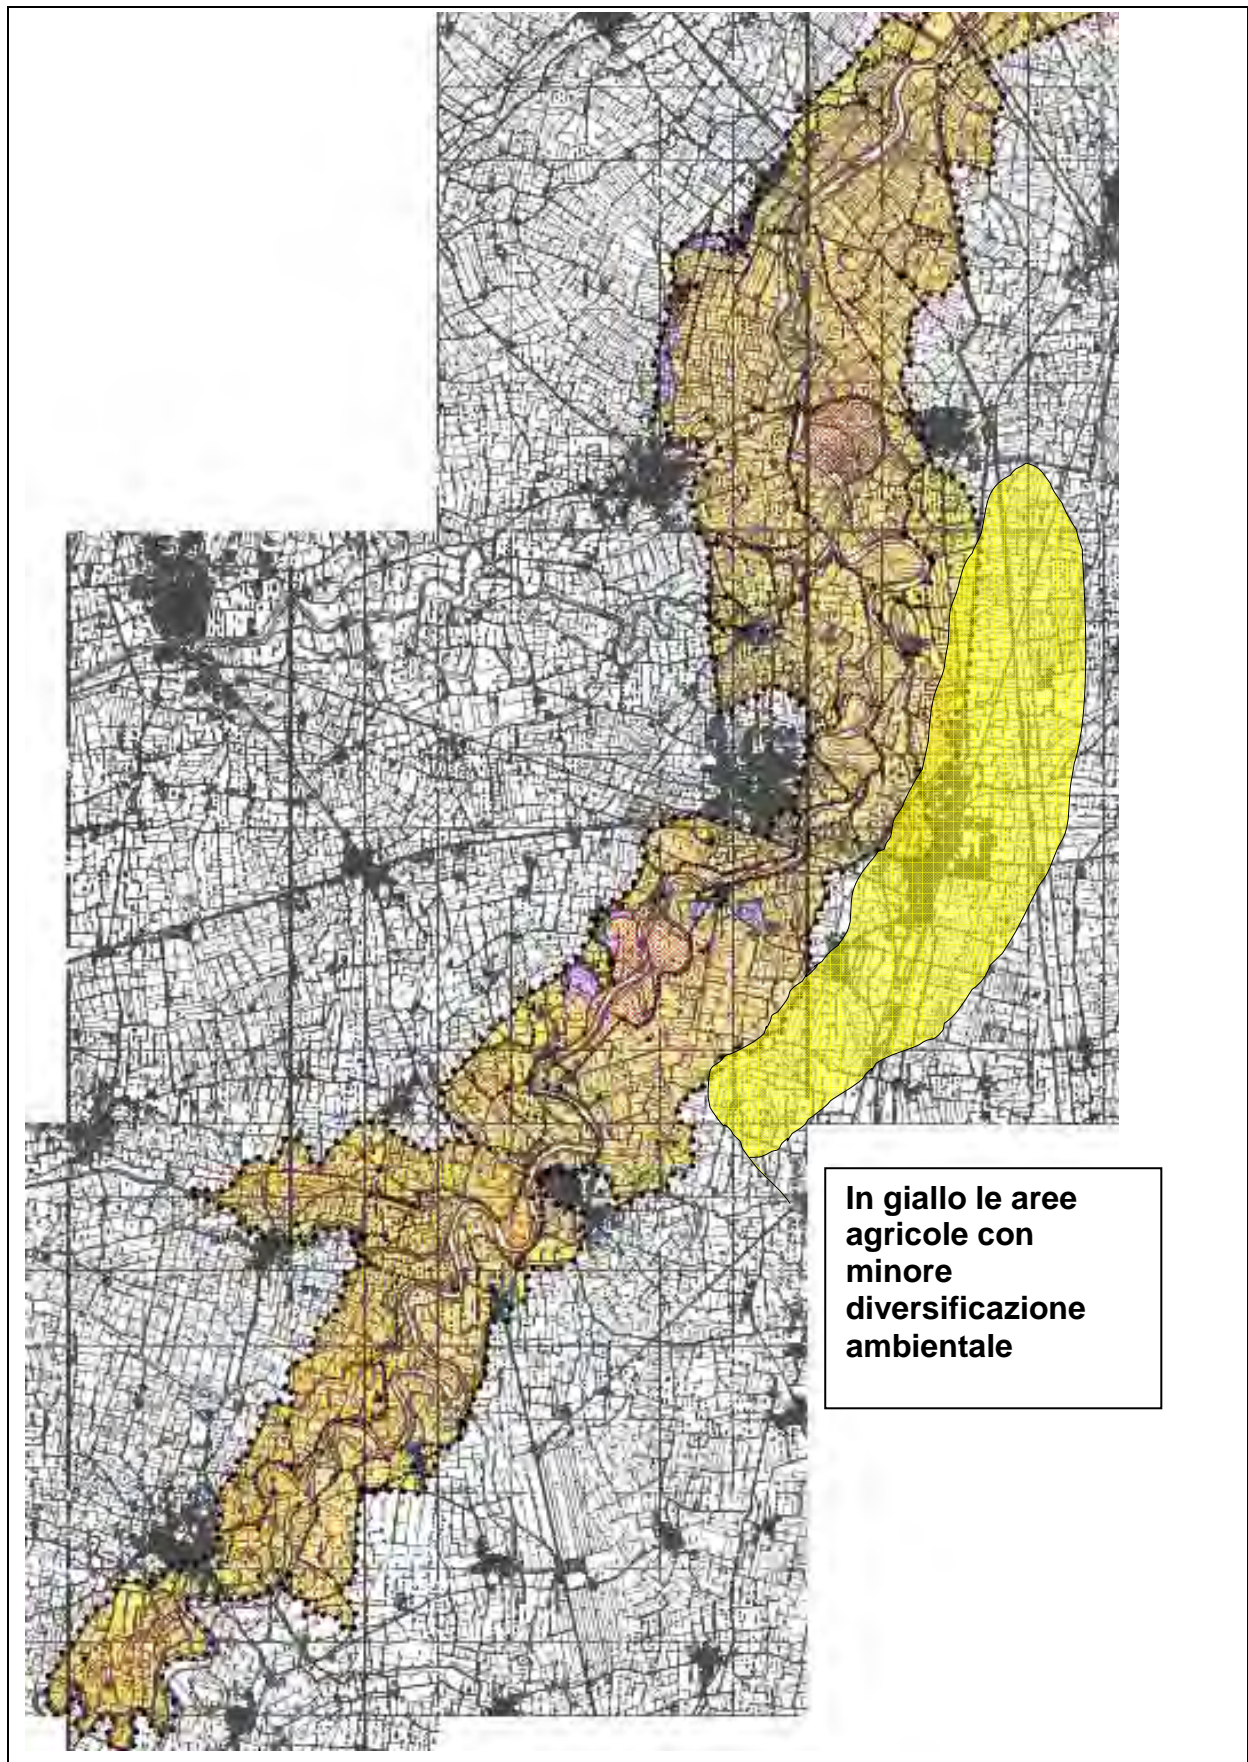 In giallo le aree
agricole con
minore
diversificazione
ambientale